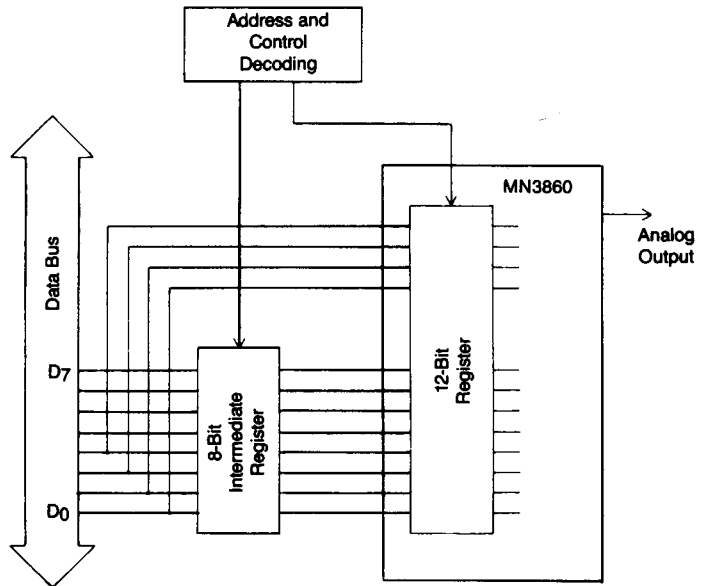 Address and
Control
Decoding
MN3860
Analog
Output
Data Bus
12-Bit
Register
D7
8-Bit
Intermediate
Register
D0